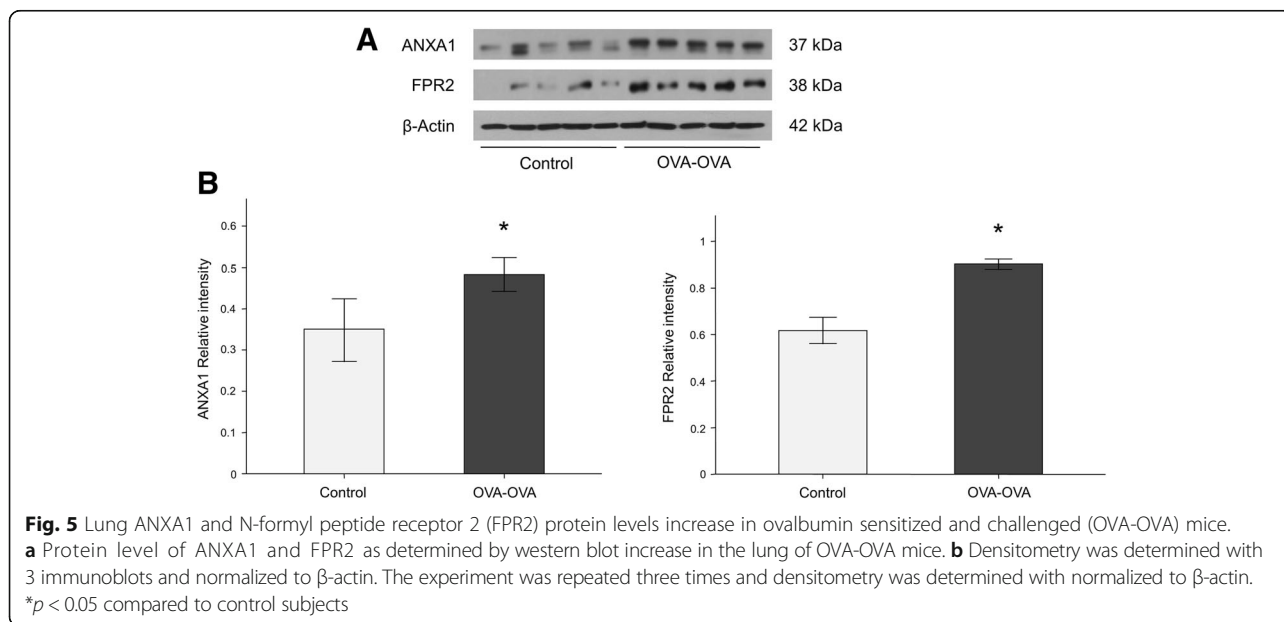 A
ANXA1 37 kDa
FPR2 38 kDa
β-Actin 42 kDa
Control OVA-OVA
B
ANXA1 Relative intensity
0.6
0.5
0.4
0.3
0.2
0.1
0
*
Control OVA-OVA
FPR2 Relative intensity
1
0.8
0.6
0.4
0.2
0
*
Control OVA-OVA
Fig. 5 Lung ANXA1 and N-formyl peptide receptor 2 (FPR2) protein levels increase in ovalbumin sensitized and challenged (OVA-OVA) mice.
a Protein level of ANXA1 and FPR2 as determined by western blot increase in the lung of OVA-OVA mice. b Densitometry was determined with
3 immunoblots and normalized to β-actin. The experiment was repeated three times and densitometry was determined with normalized to β-actin.
*p < 0.05 compared to control subjects